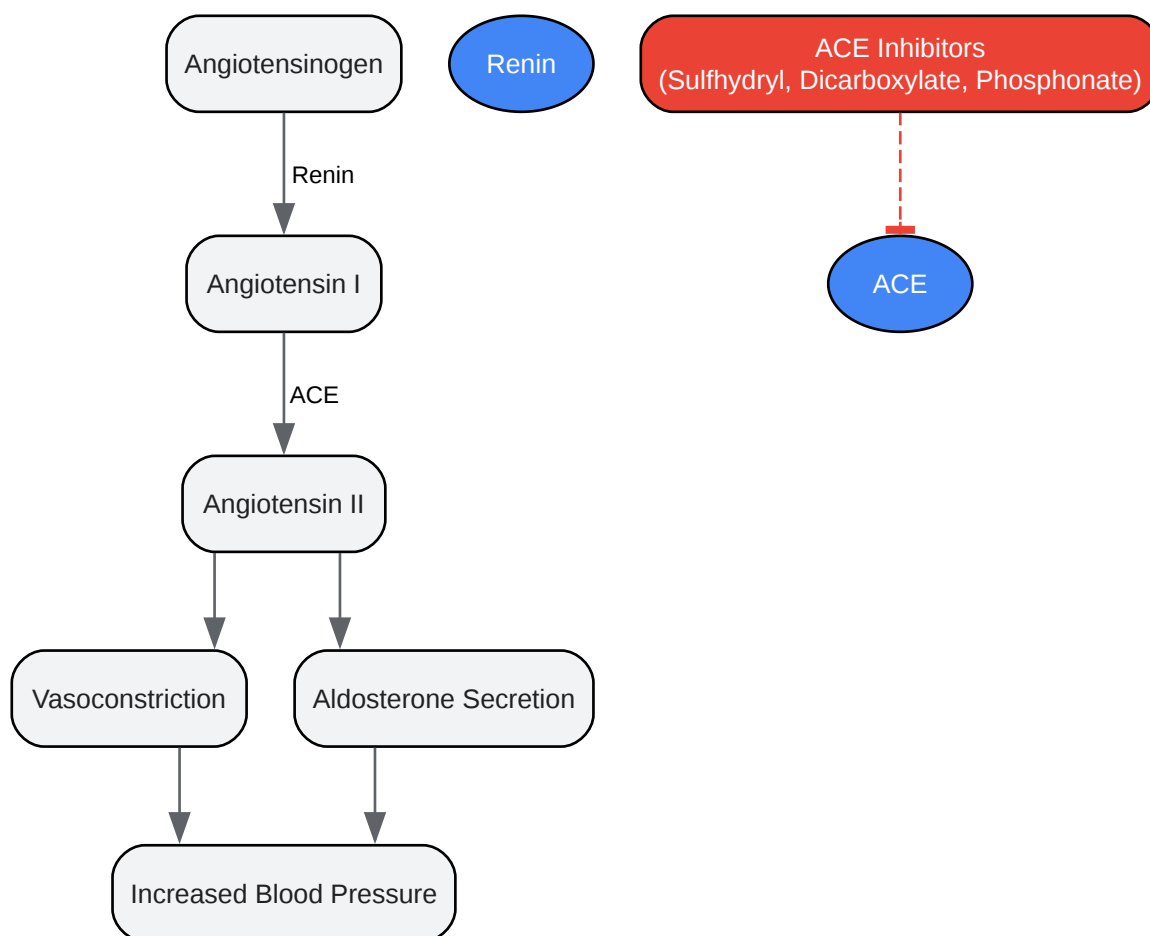 Angiotensinogen
Renin
ACE Inhibitors
(Sulfhydryl, Dicarboxylate, Phosphonate)
Renin
Angiotensin I
ACE
ACE
Angiotensin II
Vasoconstriction
Aldosterone Secretion
Increased Blood Pressure